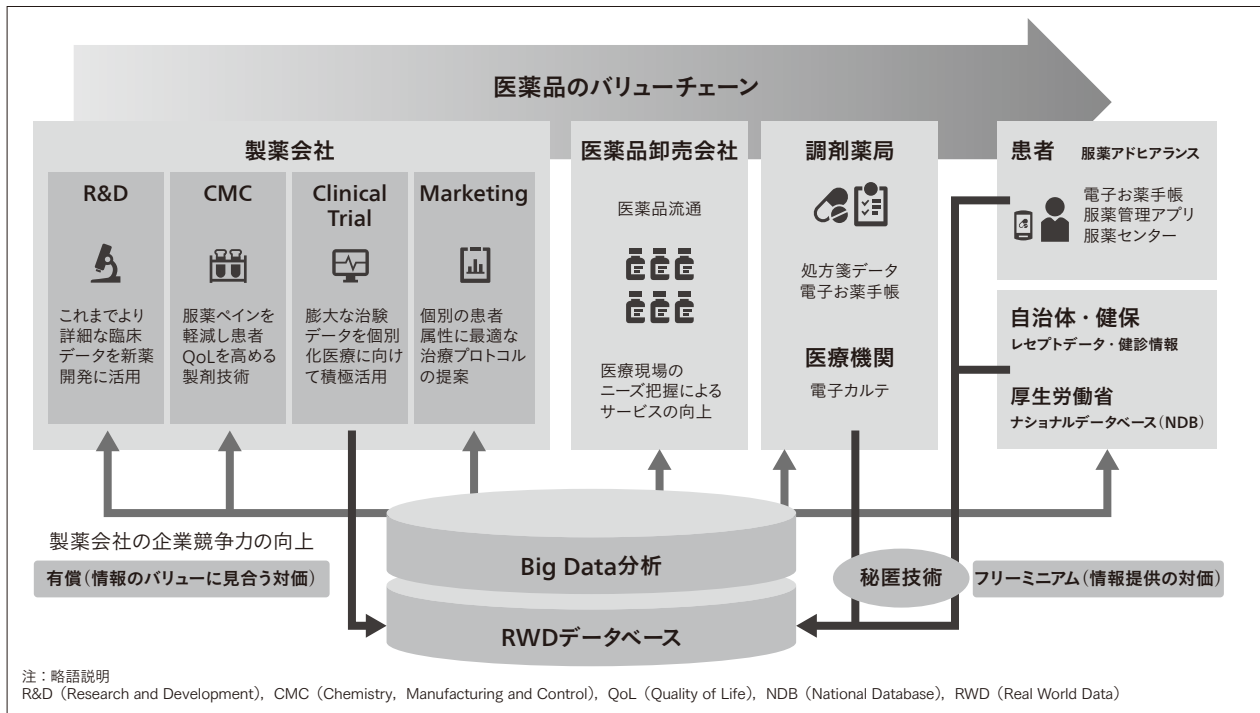 医薬品のバリューチェーン
製薬会社
R&D
これまでより
詳細な臨床
データを新薬
開発に活用
CMC
服薬ペインを
軽減し患者
QoLを高める
製剤技術
Clinical
Trial
膨大な治験
データを個別
化医療に向け
て積極活用
Marketing
個別の患者
属性に最適な
治療プロトコル
の提案
医薬品卸売会社
医薬品流通
医療現場の
ニーズ把握による
サービスの向上
調剤薬局
処方箋データ
電子お薬手帳
医療機関
電子カルテ
患者 服薬アドヒアランス
電子お薬手帳
服薬管理アプリ
服薬センター
自治体・健保
レセプトデータ・健診情報
厚生労働省
ナショナルデータベース(NDB)
製薬会社の企業競争力の向上
有償(情報のバリューに見合う対価)
Big Data分析
RWDデータベース
秘匿技術
フリーミニアム(情報提供の対価)
注:略語説明
R&D(Research and Development),CMC(Chemistry, Manufacturing and Control),QoL(Quality of Life),NDB(National Database),RWD(Real World Data)